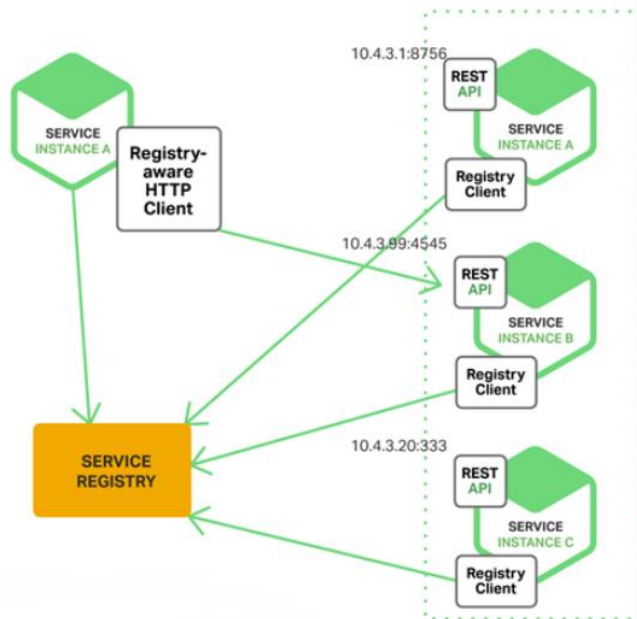 SERVICE
INSTANCE A
Registry-
aware
HTTP
Client
10.4.3.1:8756
REST
API
SERVICE
INSTANCE A
Registry
Client
10.4.3.99:4545
REST
API
SERVICE
INSTANCE B
Registry
Client
SERVICE
REGISTRY
10.4.3.20:333
REST
API
SERVICE
INSTANCE C
Registry
Client